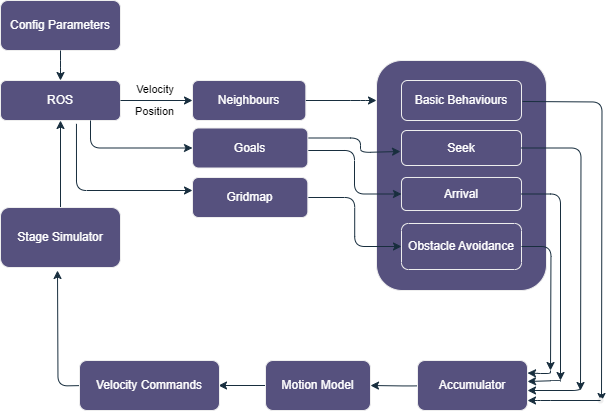 Config Parameters
ROS
Velocity
Position
Neighbours
Basic Behaviours
Goals
Seek
Gridmap
Arrival
Stage Simulator
Obstacle Avoidance
Velocity Commands
Motion Model
Accumulator